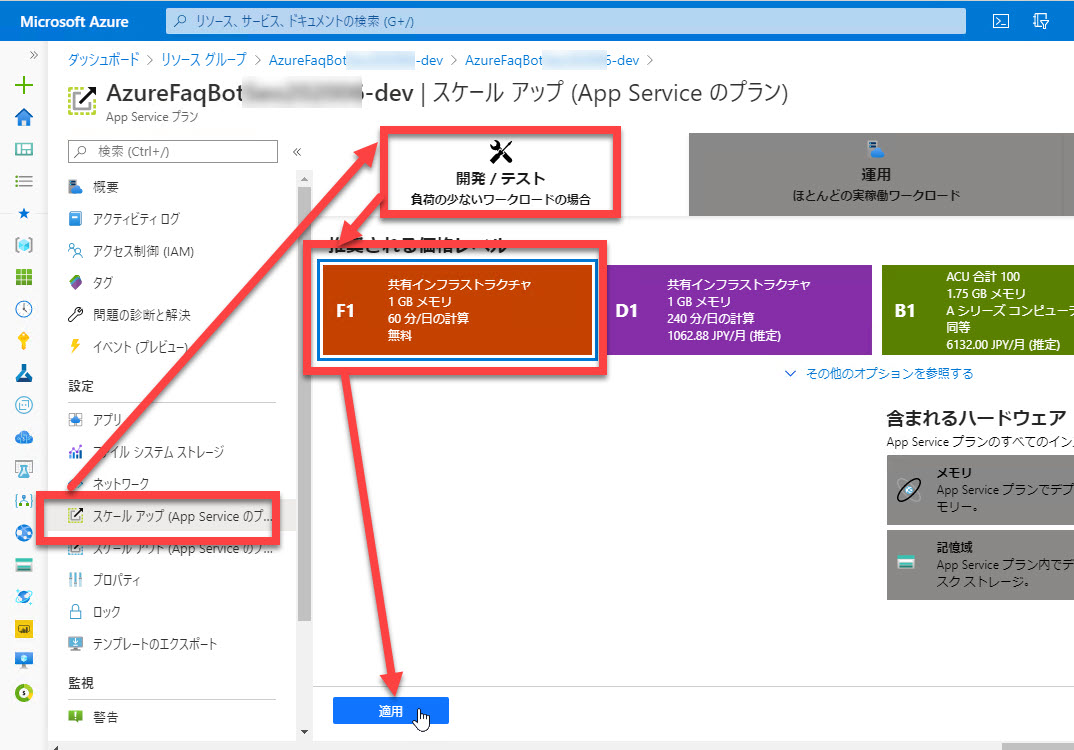 Microsoft Azure
リソース、サービス、ドキュメントの検索 (G+/)
ダッシュボード > リソース グループ > AzureFaqBot -dev > AzureFaqBot 6-dev >
AzureFaqBot 6-dev | スケール アップ (App Service のプラン)
App Service プラン
検索 (Ctrl+/)
概要
アクティビティ ログ
アクセス制御 (IAM)
タグ
問題の診断と解決
イベント (プレビュー)
設定
アプリ
ファイル システム ストレージ
ネットワーク
スケール アップ (App Service のプ...
スケール アウト (App Service のプ...
プロパティ
ロック
テンプレートのエクスポート
監視
警告
開発 / テスト
負荷の少ないワークロードの場合
運用
ほとんどの実稼働ワークロード
推奨される価格レベル
F1
共有インフラストラクチャ
1 GB メモリ
60 分/日の計算
無料
D1
共有インフラストラクチャ
1 GB メモリ
240 分/日の計算
1062.88 JPY/月 (推定)
B1
ACU 合計 100
1.75 GB メモリ
A シリーズ コンピュー
同等
6132.00 JPY/月 (推定)
その他のオプションを参照する
含まれるハードウェア
App Service プランのすべてのイン
メモリ
App Service プランでデプ
モリー。
記憶域
App Service プラン内でデ
スク ストレージ。
適用